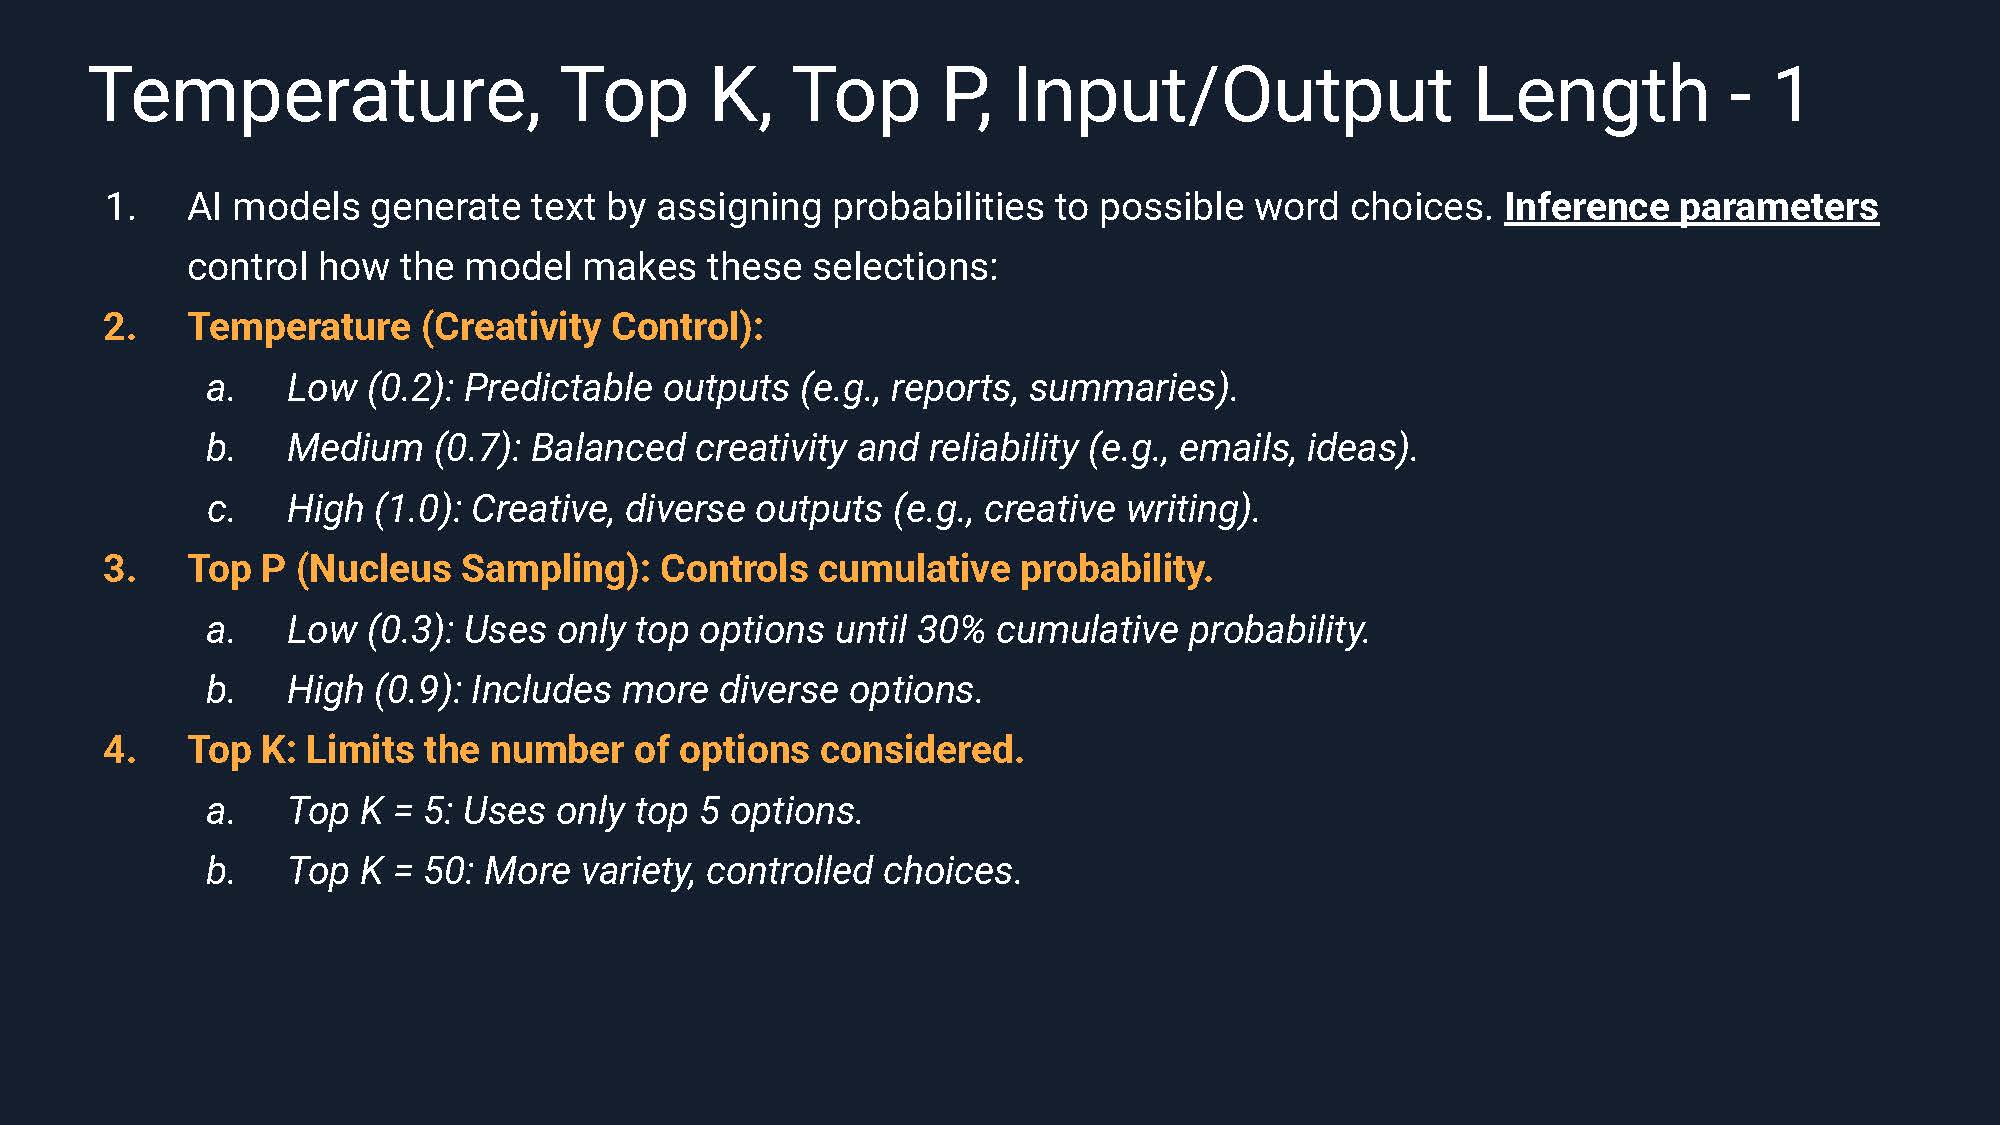 Temperature, Top K, Top P, Input/Output Length - 1
1. AI models generate text by assigning probabilities to possible word choices. Inference parameters
control how the model makes these selections:
2. Temperature (Creativity Control):
a. Low (0.2): Predictable outputs (e.g., reports, summaries).
b. Medium (0.7): Balanced creativity and reliability (e.g., emails, ideas).
c. High (1.0): Creative, diverse outputs (e.g., creative writing).
3. Top P (Nucleus Sampling): Controls cumulative probability.
a. Low (0.3): Uses only top options until 30% cumulative probability.
b. High (0.9): Includes more diverse options.
4. Top K: Limits the number of options considered.
a. Top K = 5: Uses only top 5 options.
b. Top K = 50: More variety, controlled choices.